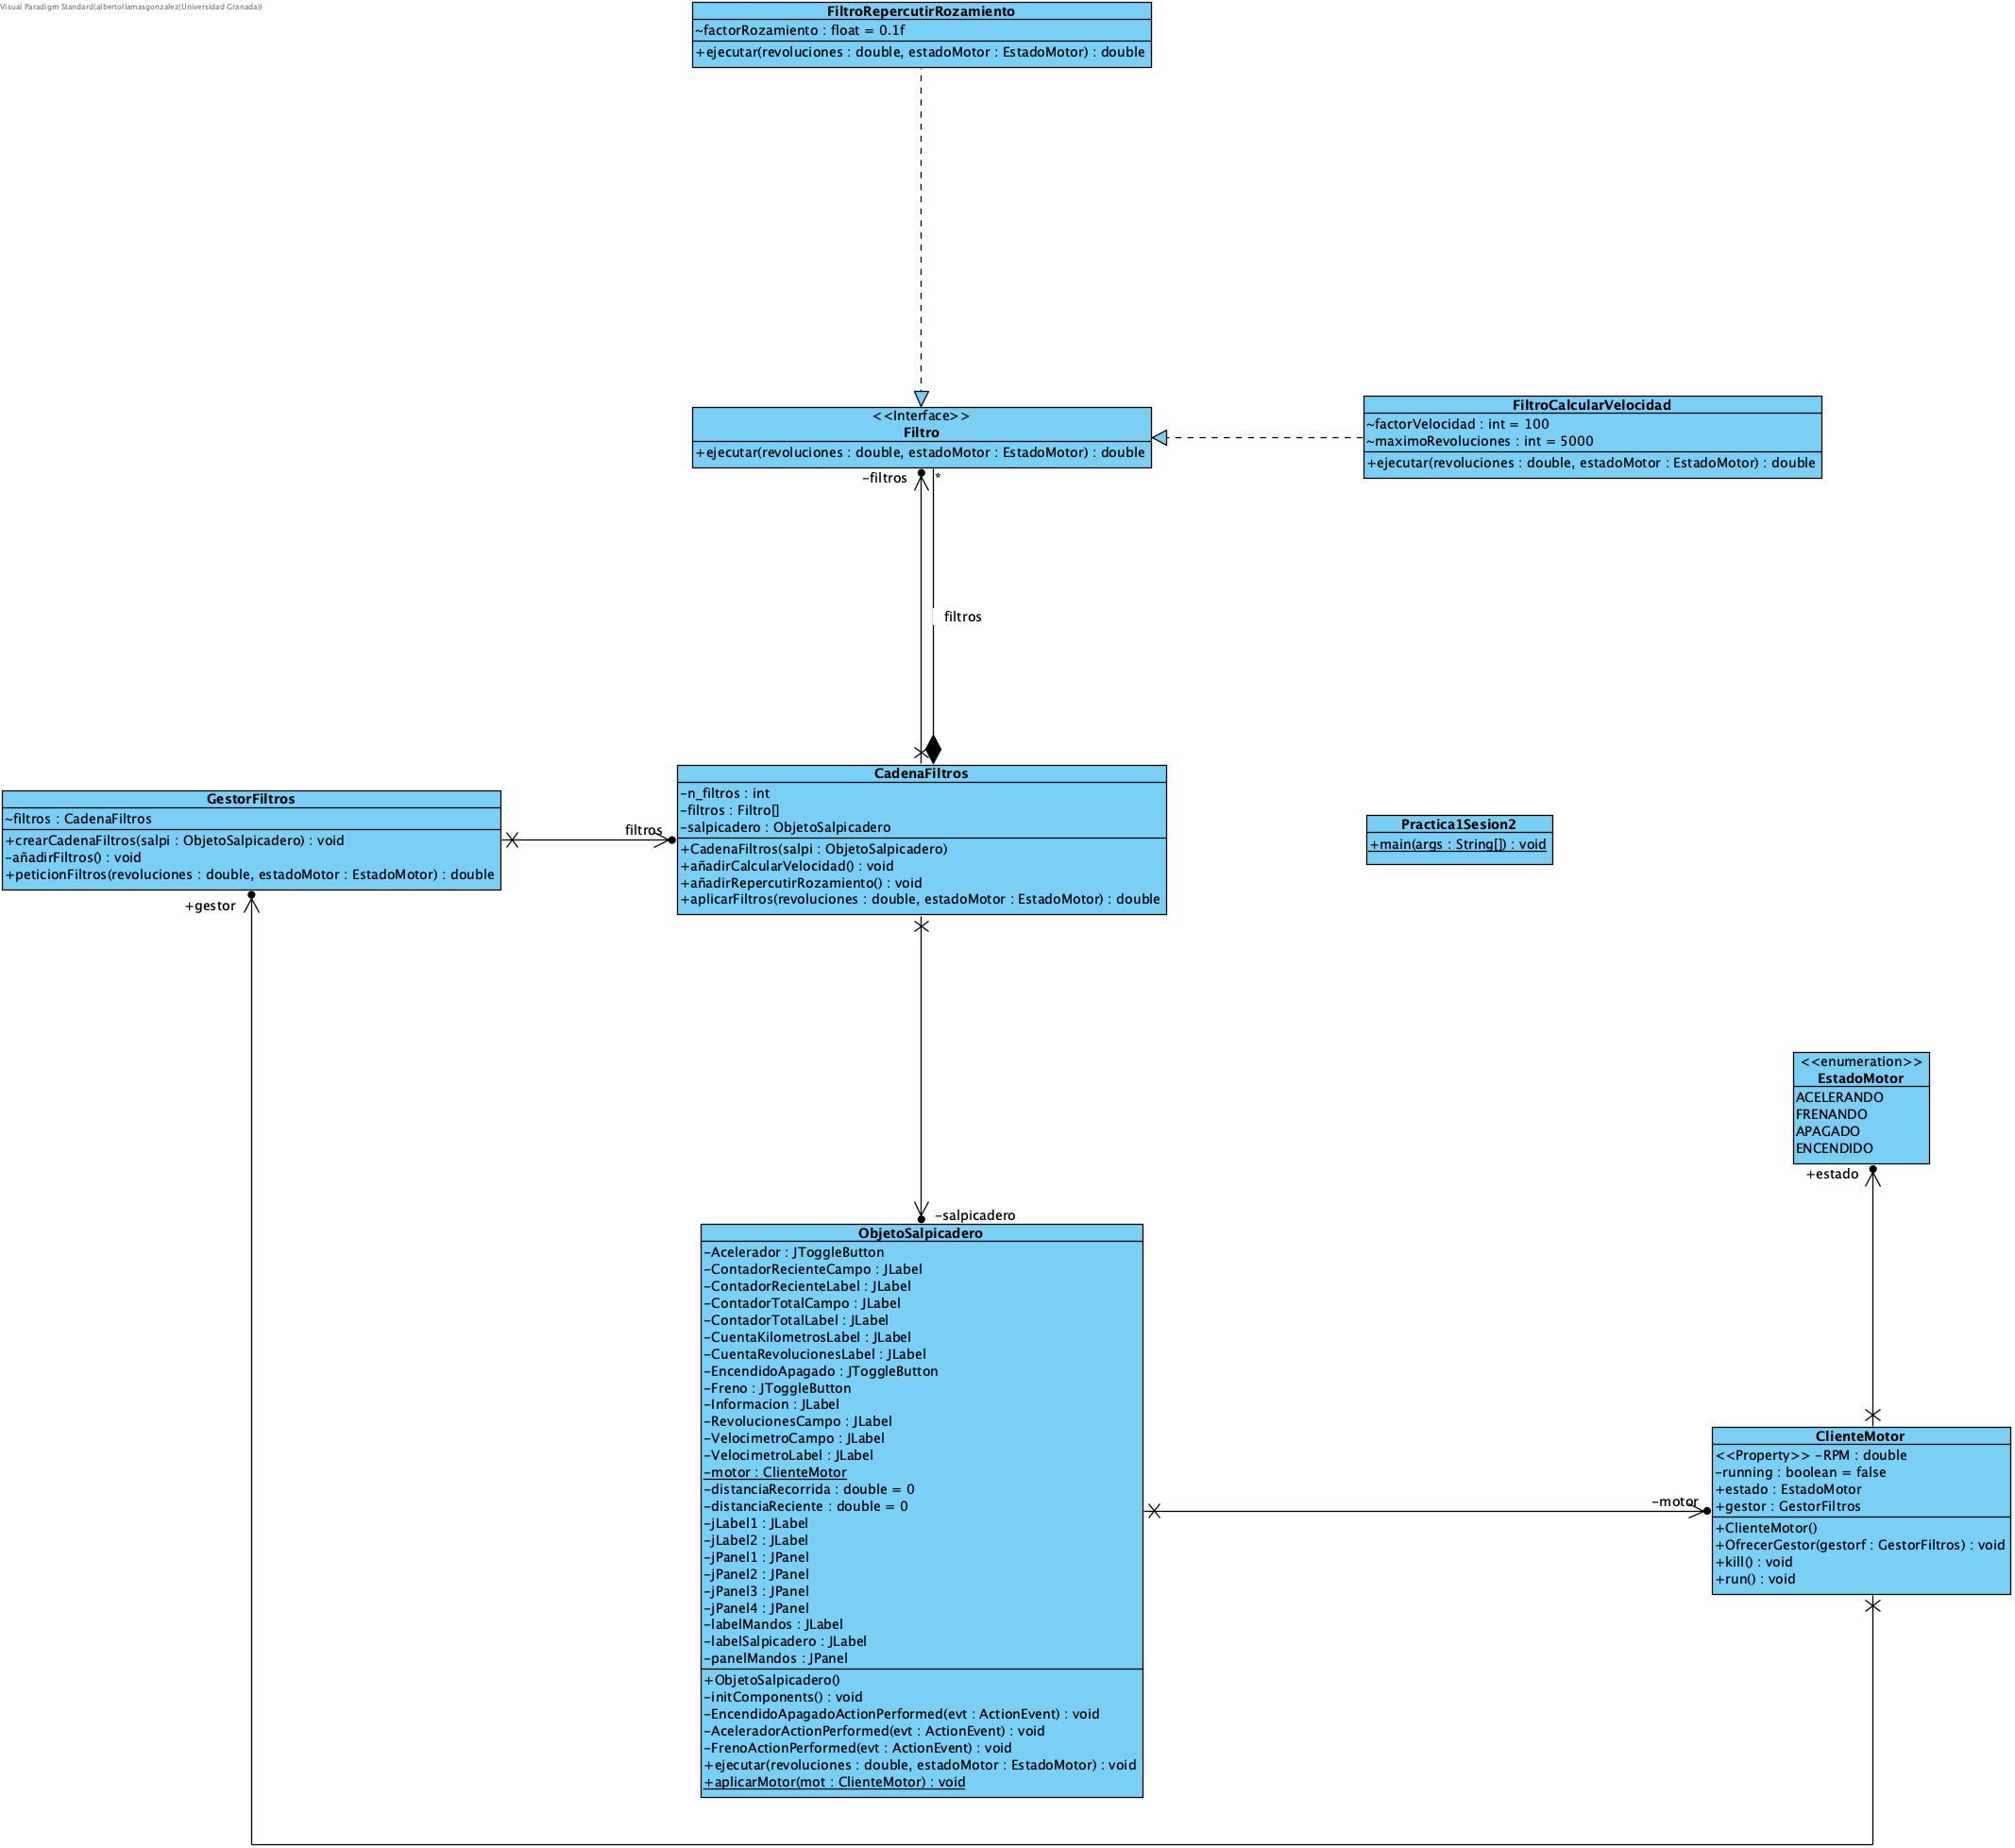 Visual Paradigm Standard(albertollamasgonzalez(Universidad Granada))
FiltroRepercutirRozamiento
~factorRozamiento : float = 0.1f
+ejecutar(revoluciones : double, estadoMotor : EstadoMotor) : double
<<Interface>>
Filtro
+ejecutar(revoluciones : double, estadoMotor : EstadoMotor) : double
FiltroCalcularVelocidad
~factorVelocidad : int = 100
~maximoRevoluciones : int = 5000
+ejecutar(revoluciones : double, estadoMotor : EstadoMotor) : double
-filtros
*
filtros
GestorFiltros
~filtros : CadenaFiltros
+crearCadenaFiltros(salpi : ObjetoSalpicadero) : void
-añadirFiltros() : void
+peticionFiltros(revoluciones : double, estadoMotor : EstadoMotor) : double
filtros
+gestor
CadenaFiltros
-n_filtros : int
-filtros : Filtro[]
-salpicadero : ObjetoSalpicadero
+CadenaFiltros(salpi : ObjetoSalpicadero)
+añadirCalcularVelocidad() : void
+añadirRepercutirRozamiento() : void
+aplicarFiltros(revoluciones : double, estadoMotor : EstadoMotor) : double
Practica1Sesion2
+main(args : String[]) : void
<<enumeration>>
EstadoMotor
ACELERANDO
FRENANDO
APAGADO
ENCENDIDO
+estado
-salpicadero
ObjetoSalpicadero
-Acelerador : JToggleButton
-ContadorRecienteCampo : JLabel
-ContadorRecienteLabel : JLabel
-ContadorTotalCampo : JLabel
-ContadorTotalLabel : JLabel
-CuentaKilometrosLabel : JLabel
-CuentaRevolucionesLabel : JLabel
-EncendidoApagado : JToggleButton
-Freno : JToggleButton
-Informacion : JLabel
-RevolucionesCampo : JLabel
-VelocimetroCampo : JLabel
-VelocimetroLabel : JLabel
-motor : ClienteMotor
-distanciaRecorrida : double = 0
-distanciaReciente : double = 0
-jLabel1 : JLabel
-jLabel2 : JLabel
-jPanel1 : JPanel
-jPanel2 : JPanel
-jPanel3 : JPanel
-jPanel4 : JPanel
-labelMandos : JLabel
-labelSalpicadero : JLabel
-panelMandos : JPanel
+ObjetoSalpicadero()
-initComponents() : void
-EncendidoApagadoActionPerformed(evt : ActionEvent) : void
-AceleradorActionPerformed(evt : ActionEvent) : void
-FrenoActionPerformed(evt : ActionEvent) : void
+ejecutar(revoluciones : double, estadoMotor : EstadoMotor) : void
+aplicarMotor(mot : ClienteMotor) : void
-motor
ClienteMotor
<<Property>> -RPM : double
-running : boolean = false
+estado : EstadoMotor
+gestor : GestorFiltros
+ClienteMotor()
+OfrecerGestor(gestorf : GestorFiltros) : void
+kill() : void
+run() : void